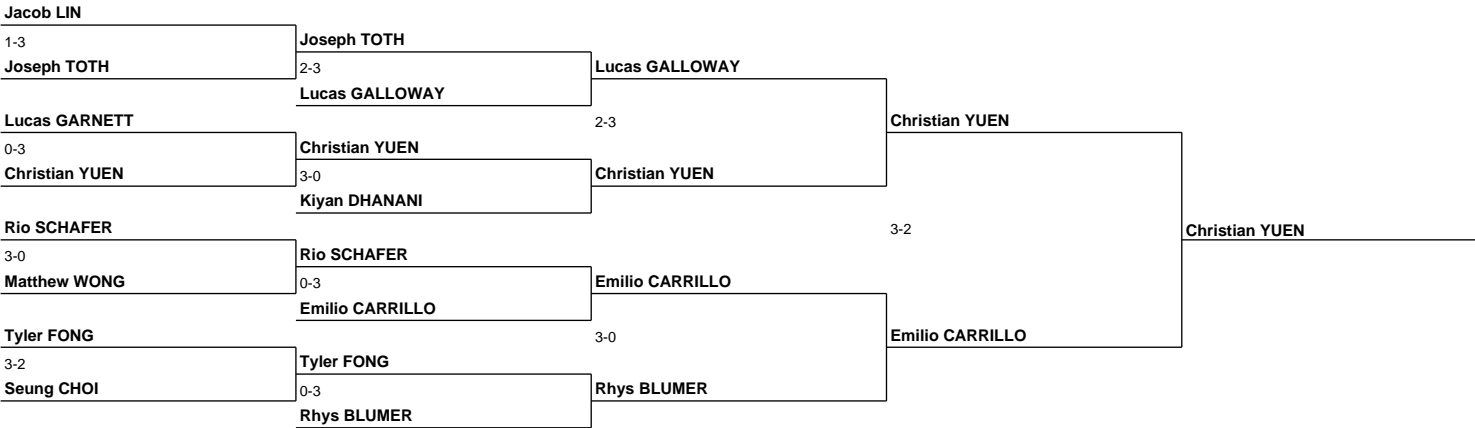 Jacob LIN
1-3
Joseph TOTH
Joseph TOTH
2-3
Lucas GALLOWAY
Lucas GALLOWAY
Lucas GARNETT
0-3
Christian YUEN
Christian YUEN
3-0
Kiyan DHANANI
2-3
Christian YUEN
Christian YUEN
Rio SCHAFER
3-0
Matthew WONG
Rio SCHAFER
0-3
Emilio CARRILLO
Emilio CARRILLO
3-2
Christian YUEN
Tyler FONG
3-2
Seung CHOI
Tyler FONG
0-3
Rhys BLUMER
3-0
Rhys BLUMER
Emilio CARRILLO